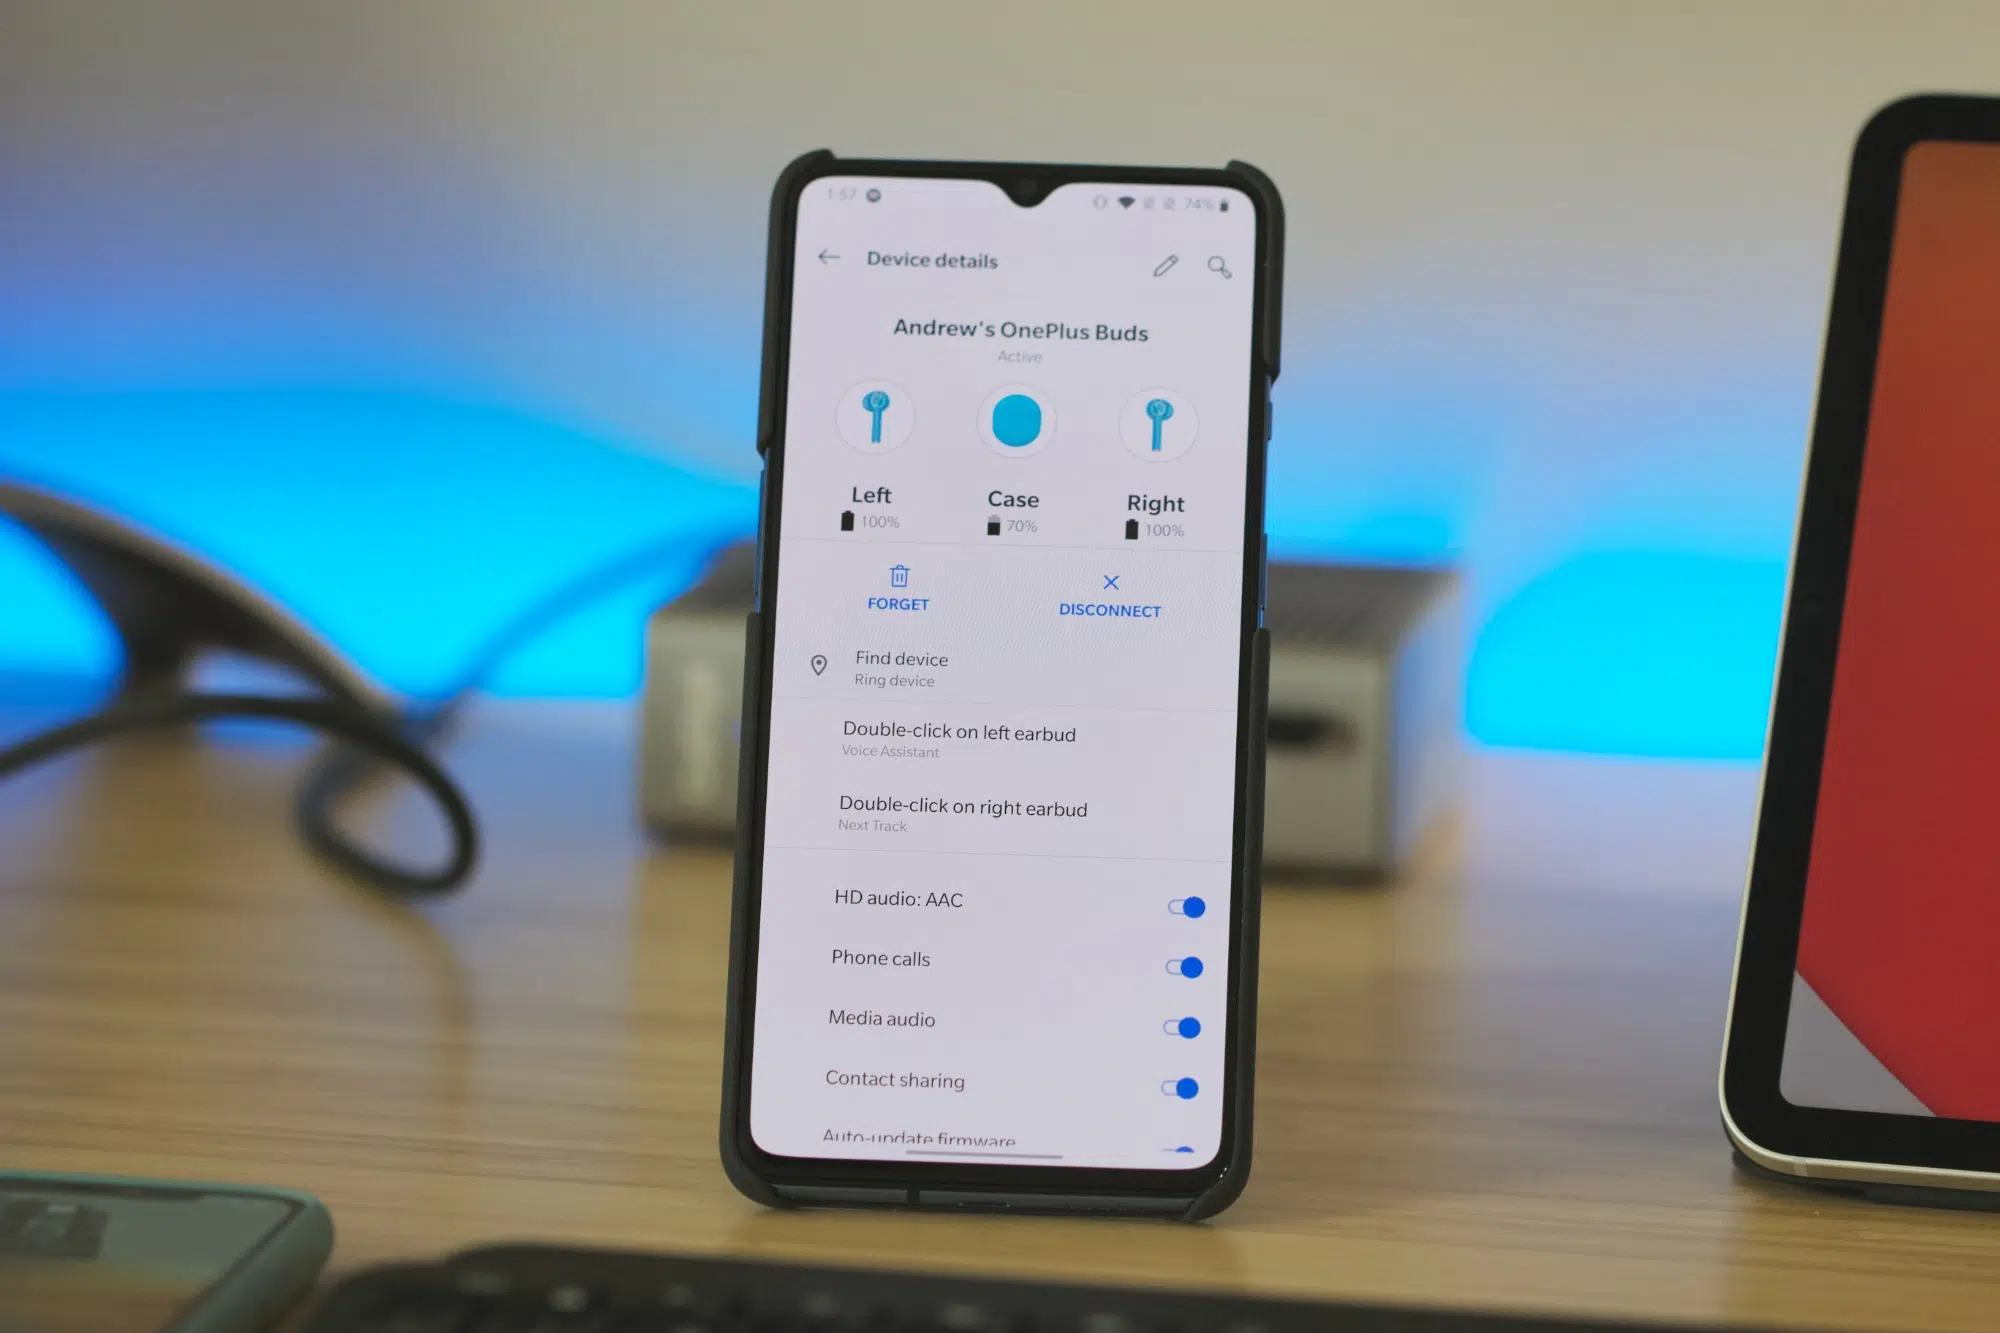 1:57 74%
Device details
Andrew's OnePlus Buds
Active
Left Case Right
100% 70% 100%
FORGET DISCONNECT
Find device
Ring device
Double-click on left earbud
Voice Assistant
Double-click on right earbud
Next Track
HD audio: AAC
Phone calls
Media audio
Contact sharing
Auto-update firmware